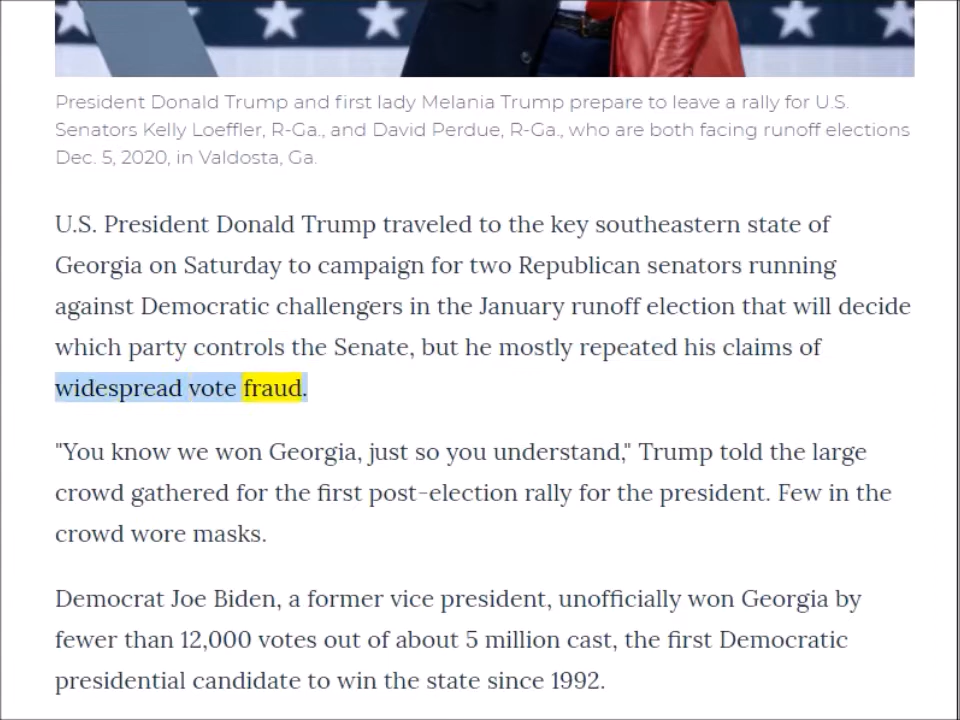 President Donald Trump and first lady Melania Trump prepare to leave a rally for U.S.
Senators Kelly Loeffler, R-Ga., and David Perdue, R-Ga., who are both facing runoff elections
Dec. 5, 2020, in Valdosta, Ga.
U.S. President Donald Trump traveled to the key southeastern state of
Georgia on Saturday to campaign for two Republican senators running
against Democratic challengers in the January runoff election that will decide
which party controls the Senate, but he mostly repeated his claims of
widespread vote fraud.
"You know we won Georgia, just so you understand," Trump told the large
crowd gathered for the first post-election rally for the president. Few in the
crowd wore masks.
Democrat Joe Biden, a former vice president, unofficially won Georgia by
fewer than 12,000 votes out of about 5 million cast, the first Democratic
presidential candidate to win the state since 1992.